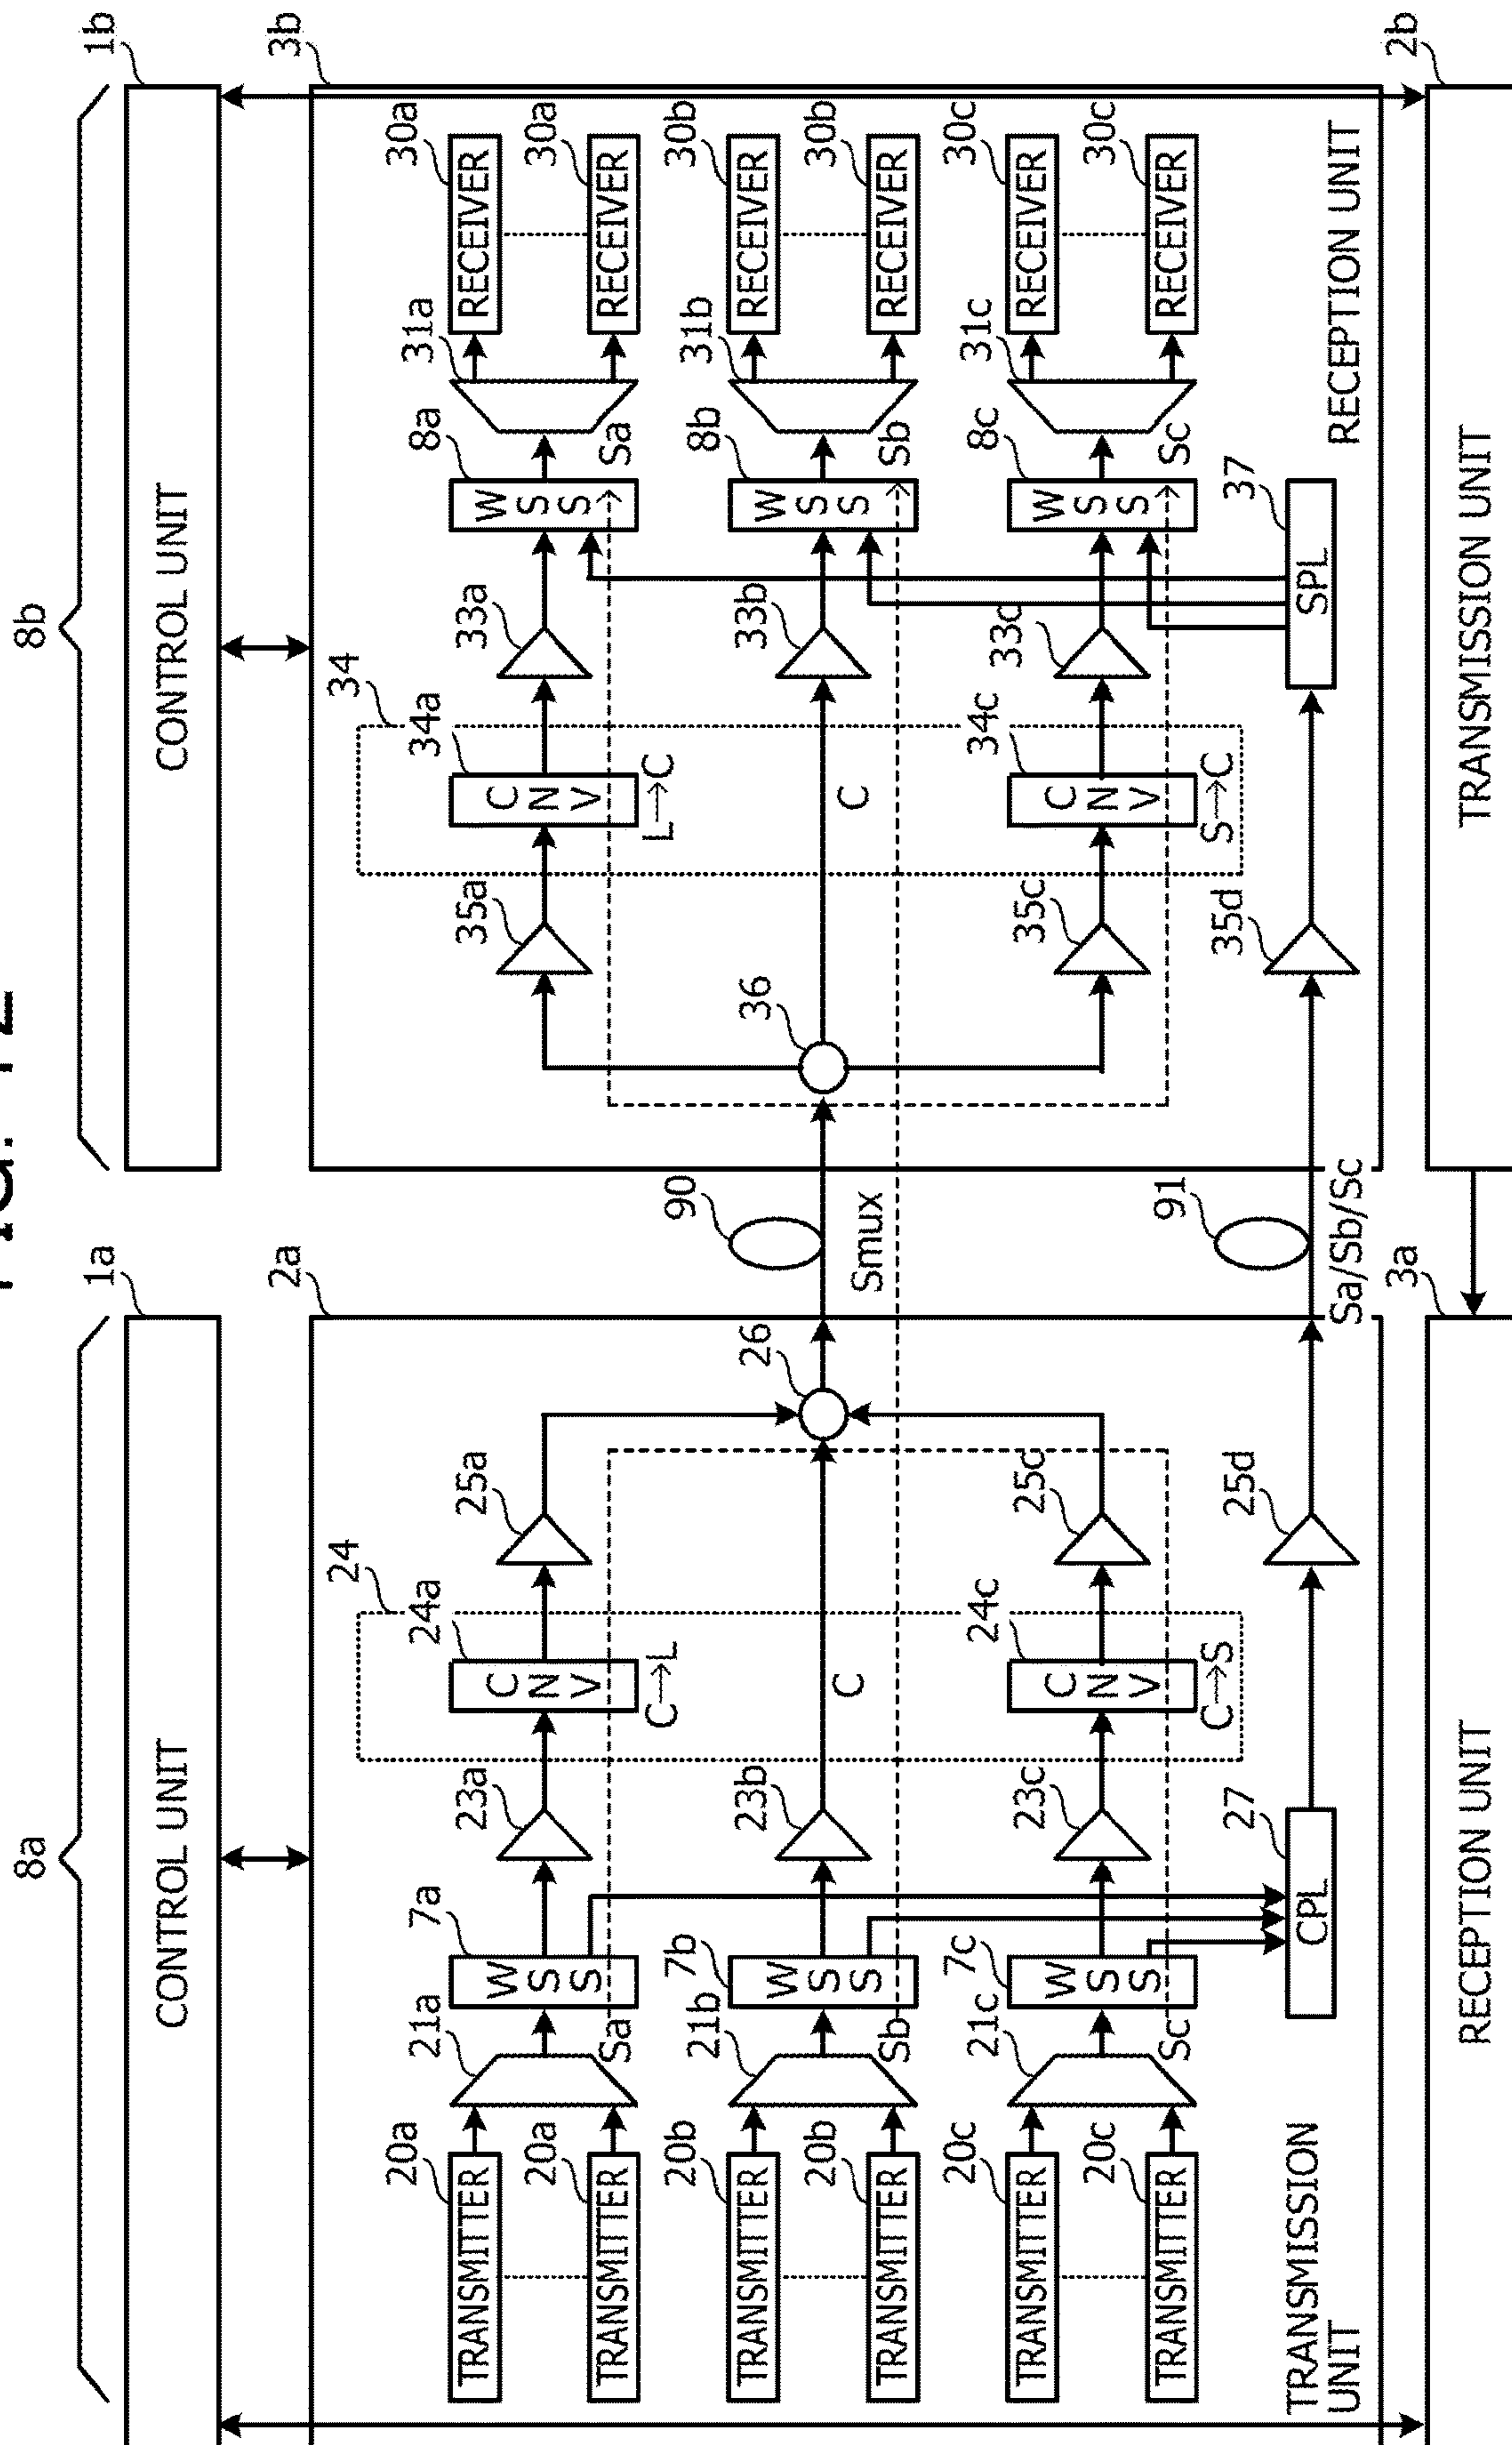 8a
8b
1a
CONTROL UNIT
1b
CONTROL UNIT
2a
3b
24
34
20a
TRANSMITTER
21a
7a
WSS
23a
24a
CNV
25a
35a
34a
CNV
33a
8a
WSS
31a
30a
RECEIVER
20a
TRANSMITTER
Sa
C→L
L→C
Sa
30a
RECEIVER
20b
TRANSMITTER
21b
7b
WSS
23b
26
90
36
33b
8b
WSS
31b
30b
RECEIVER
20b
TRANSMITTER
Sb
C
Smux
C
Sb
30b
RECEIVER
20c
TRANSMITTER
21c
7c
WSS
23c
24c
CNV
25c
35c
34c
CNV
33c
8c
WSS
31c
30c
RECEIVER
20c
TRANSMITTER
Sc
C→S
S→C
Sc
30c
RECEIVER
TRANSMISSION
UNIT
27
CPL
25d
91
35d
37
SPL
RECEPTION UNIT
Sa/Sb/Sc
3a
RECEPTION UNIT
2b
TRANSMISSION UNIT